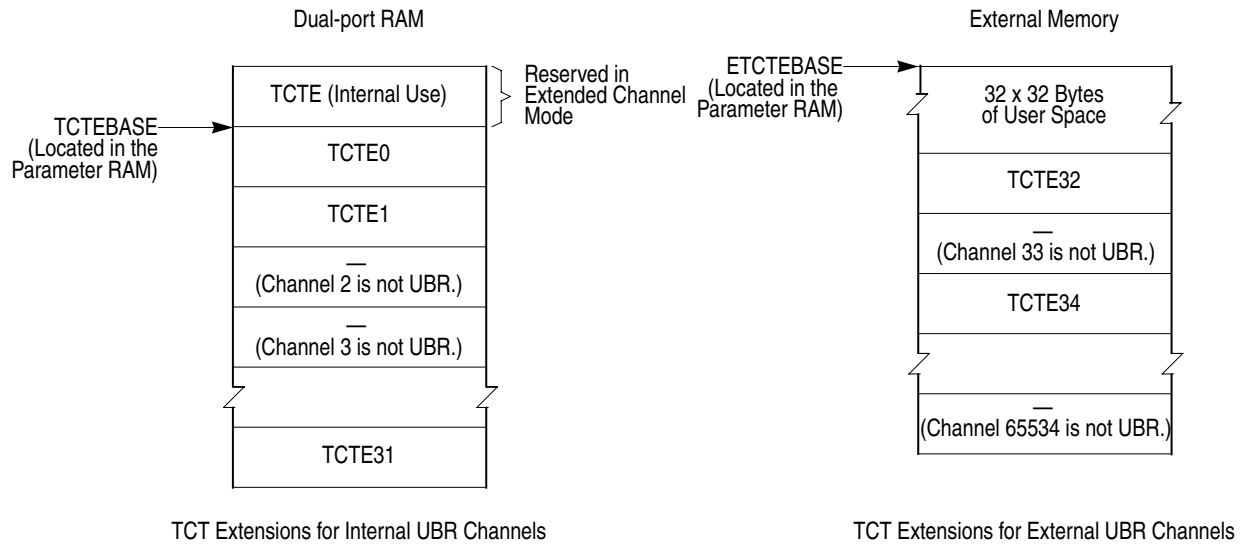 Dual-port RAM
TCTE (Internal Use)
Reserved in
Extended Channel
Mode
TCTEBASE
(Located in the
Parameter RAM)
TCTE0
TCTE1
—
(Channel 2 is not UBR.)
—
(Channel 3 is not UBR.)
TCTE31
TCT Extensions for Internal UBR Channels
External Memory
ETCTEBASE
(Located in the
Parameter RAM)
32 x 32 Bytes
of User Space
TCTE32
—
(Channel 33 is not UBR.)
TCTE34
—
(Channel 65534 is not UBR.)
TCT Extensions for External UBR Channels